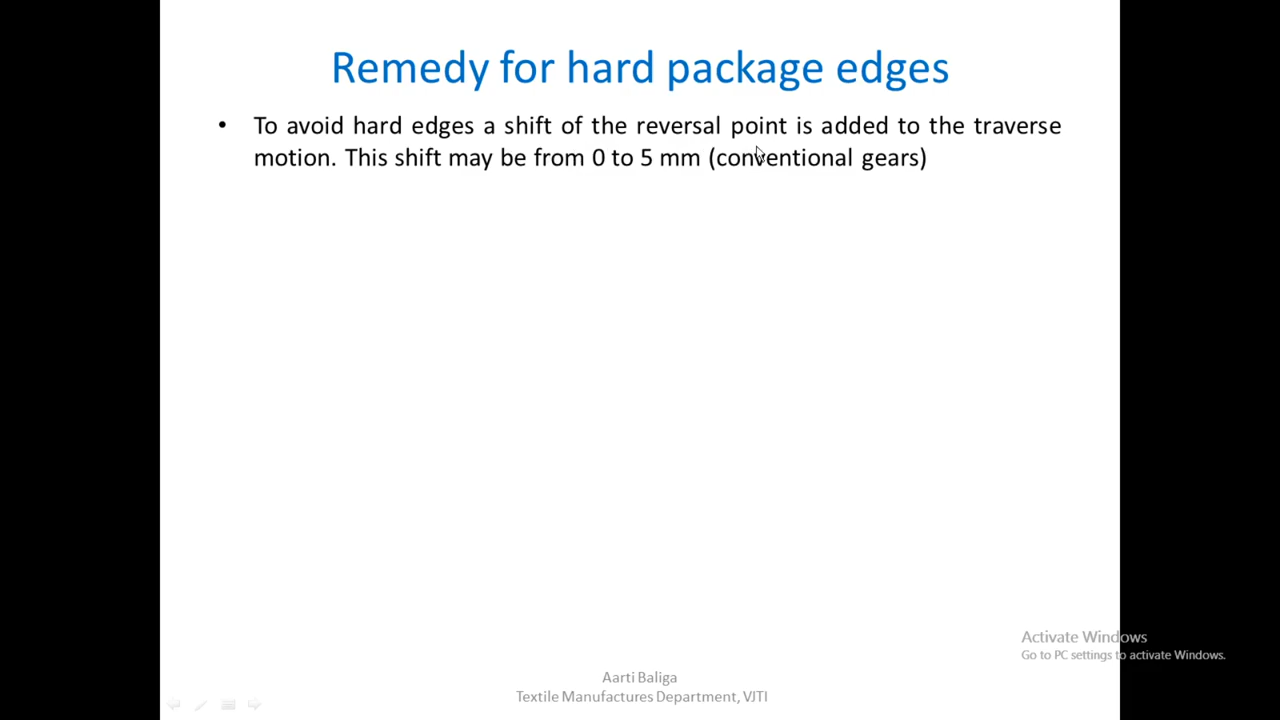 Remedy for hard package edges
• To avoid hard edges a shift of the reversal point is added to the traverse
motion. This shift may be from 0 to 5 mm (conventional gears)
Activate Windows
Go to PC settings to activate Windows.
Aarti Baliga
Textile Manufactures Department, VJTI